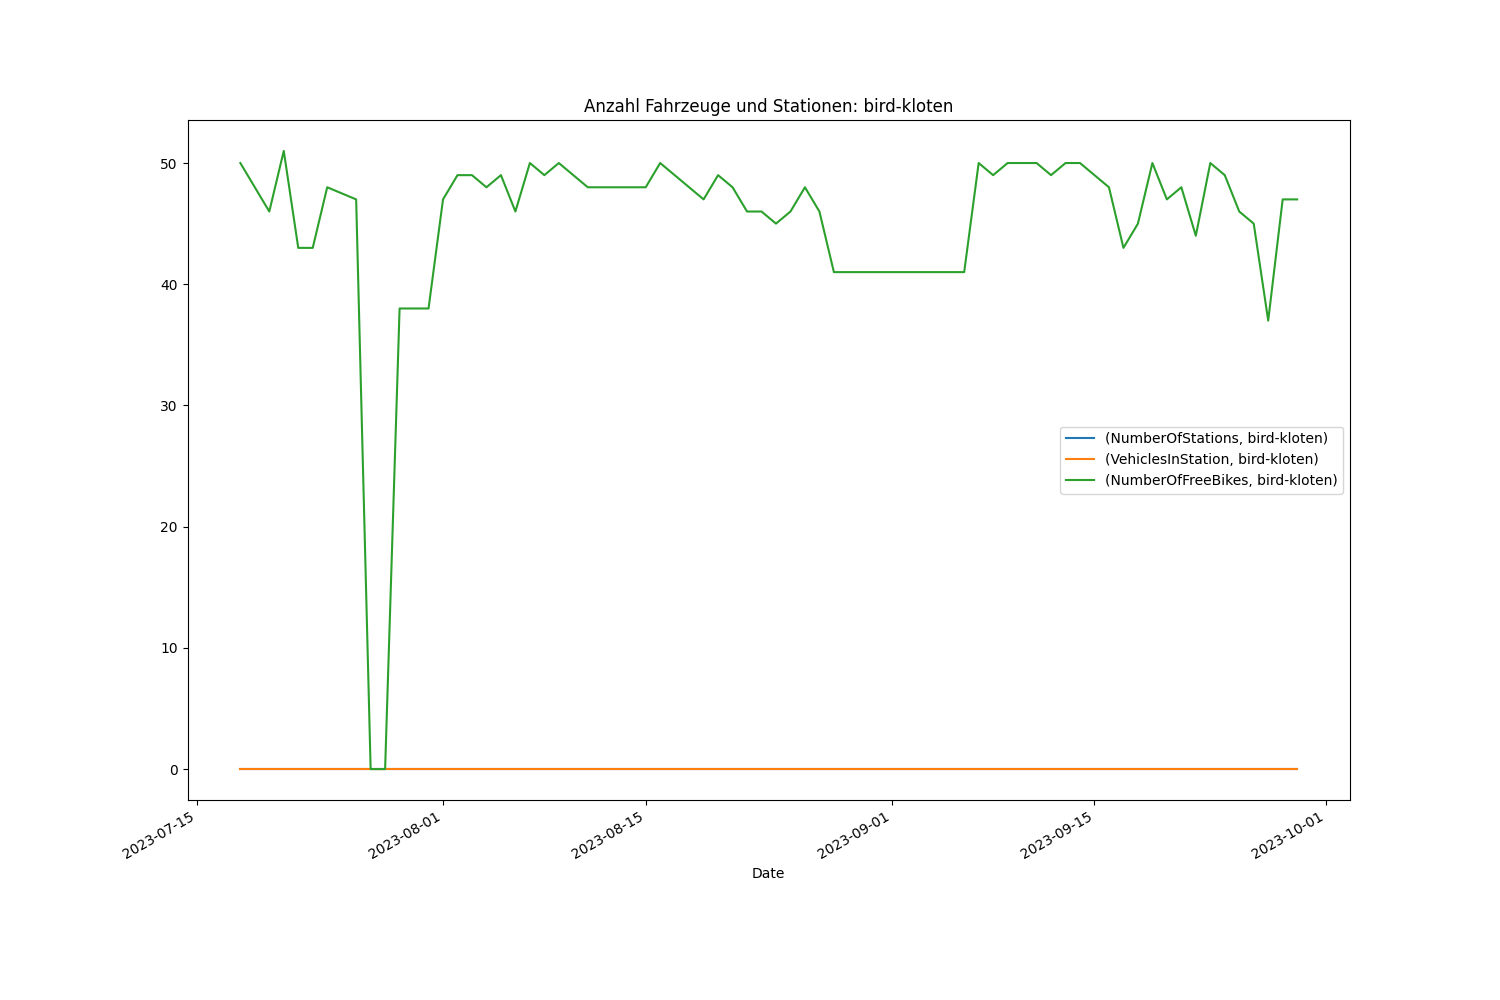 Anzahl Fahrzeuge und Stationen: bird-kloten
50
40
30
20
10
0
(NumberOfStations, bird-kloten)
(VehiclesInStation, bird-kloten)
(NumberOfFreeBikes, bird-kloten)
2023-07-15
2023-08-01
2023-08-15
2023-09-01
2023-09-15
2023-10-01
Date